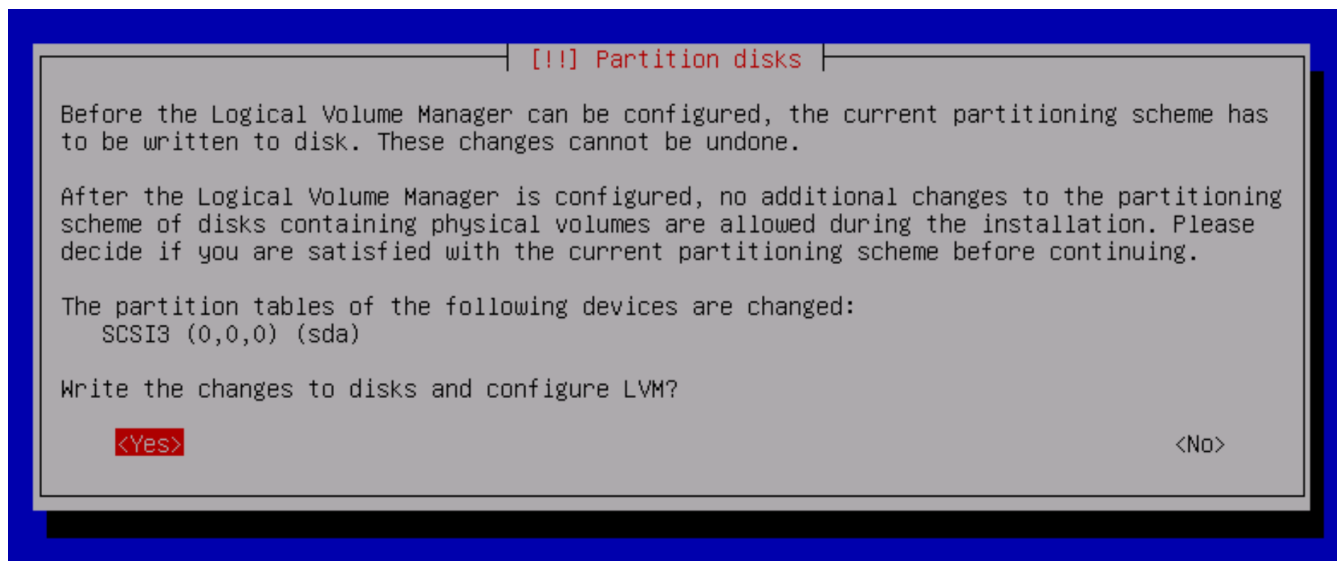 [!!] Partition disks
Before the Logical Volume Manager can be configured, the current partitioning scheme has
to be written to disk. These changes cannot be undone.
After the Logical Volume Manager is configured, no additional changes to the partitioning
scheme of disks containing physical volumes are allowed during the installation. Please
decide if you are satisfied with the current partitioning scheme before continuing.
The partition tables of the following devices are changed:
SCSI3 (0,0,0) (sda)
Write the changes to disks and configure LVM?
<Yes> <No>